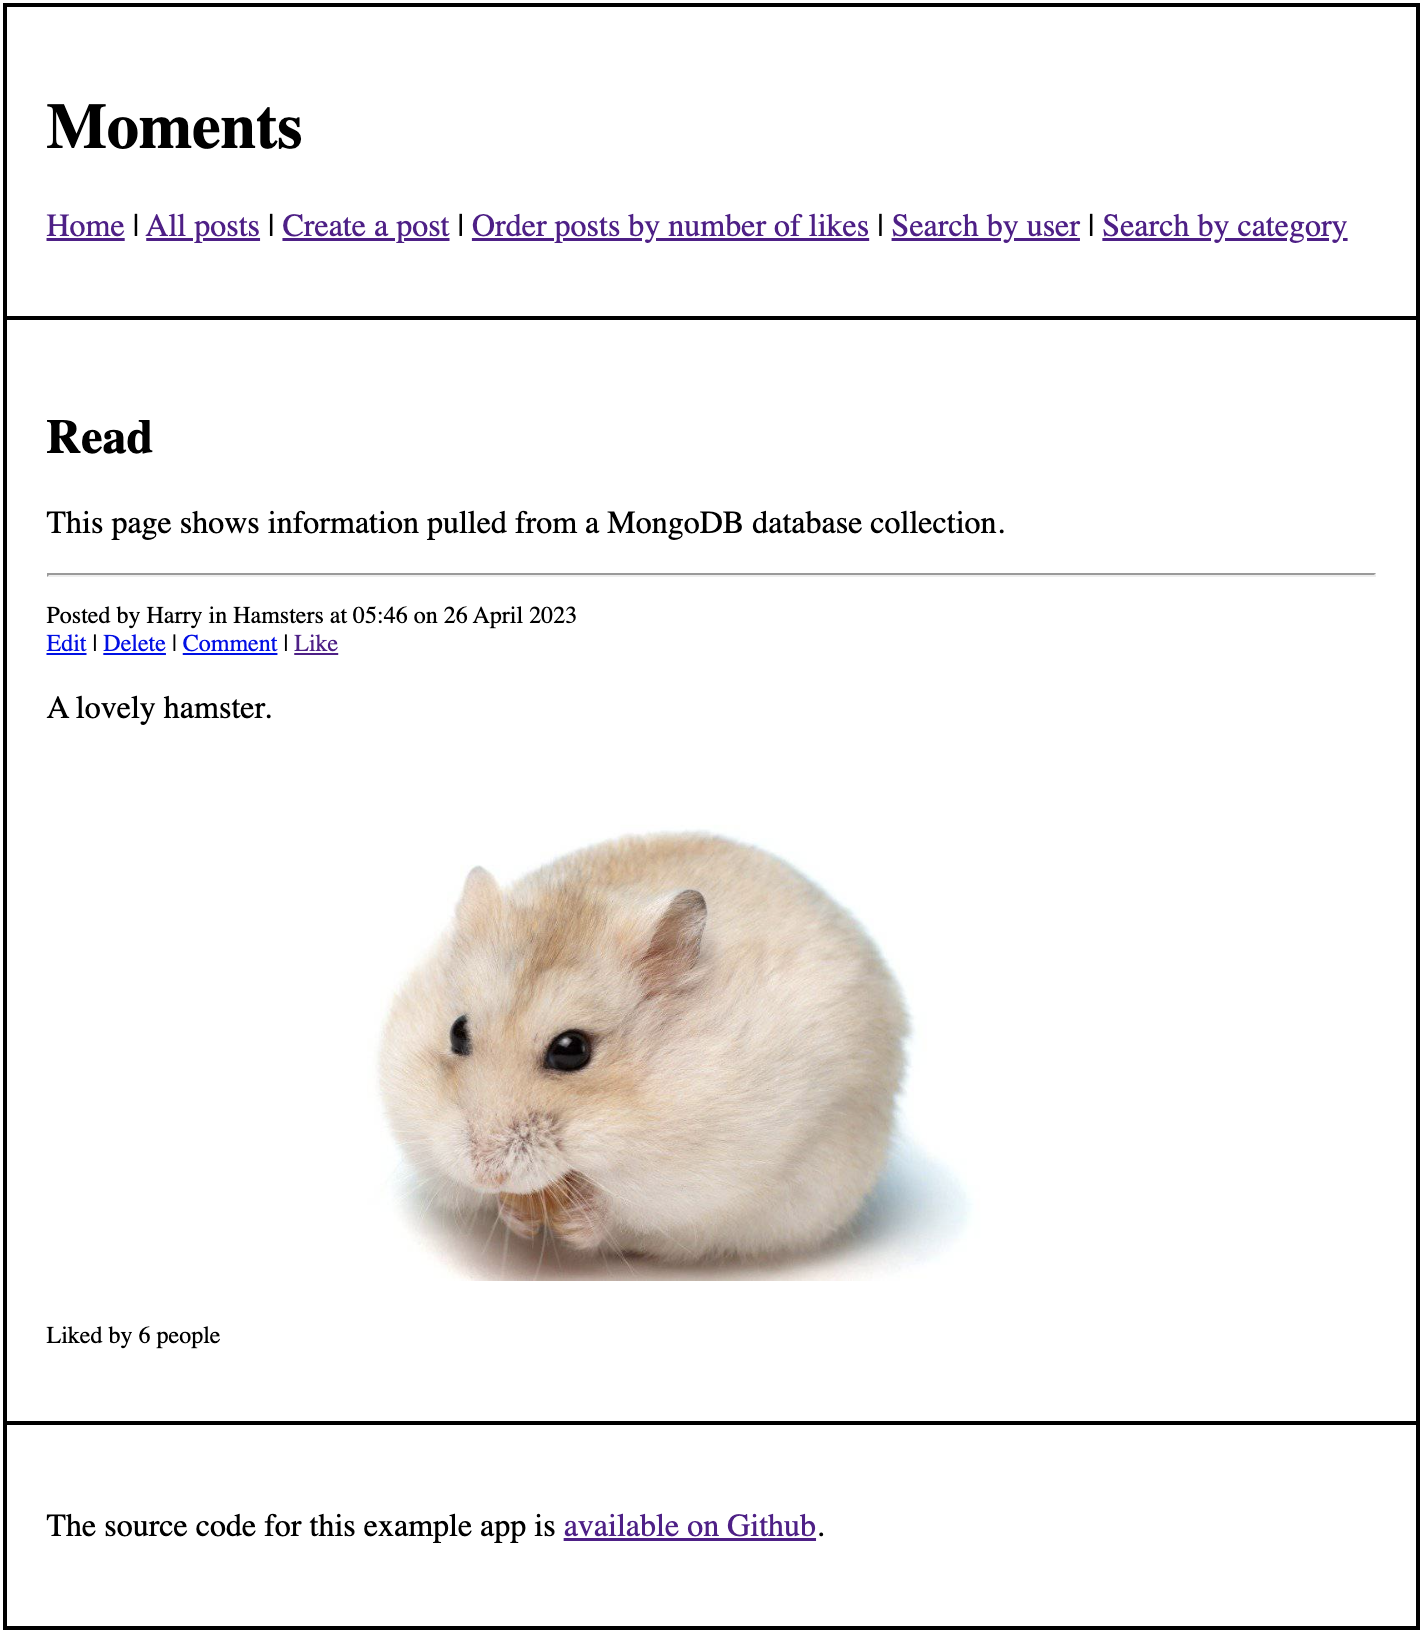 Moments
Home | All posts | Create a post | Order posts by number of likes | Search by user | Search by category
Read
This page shows information pulled from a MongoDB database collection.
Posted by Harry in Hamsters at 05:46 on 26 April 2023
Edit | Delete | Comment | Like
A lovely hamster.
Liked by 6 people
The source code for this example app is available on Github.